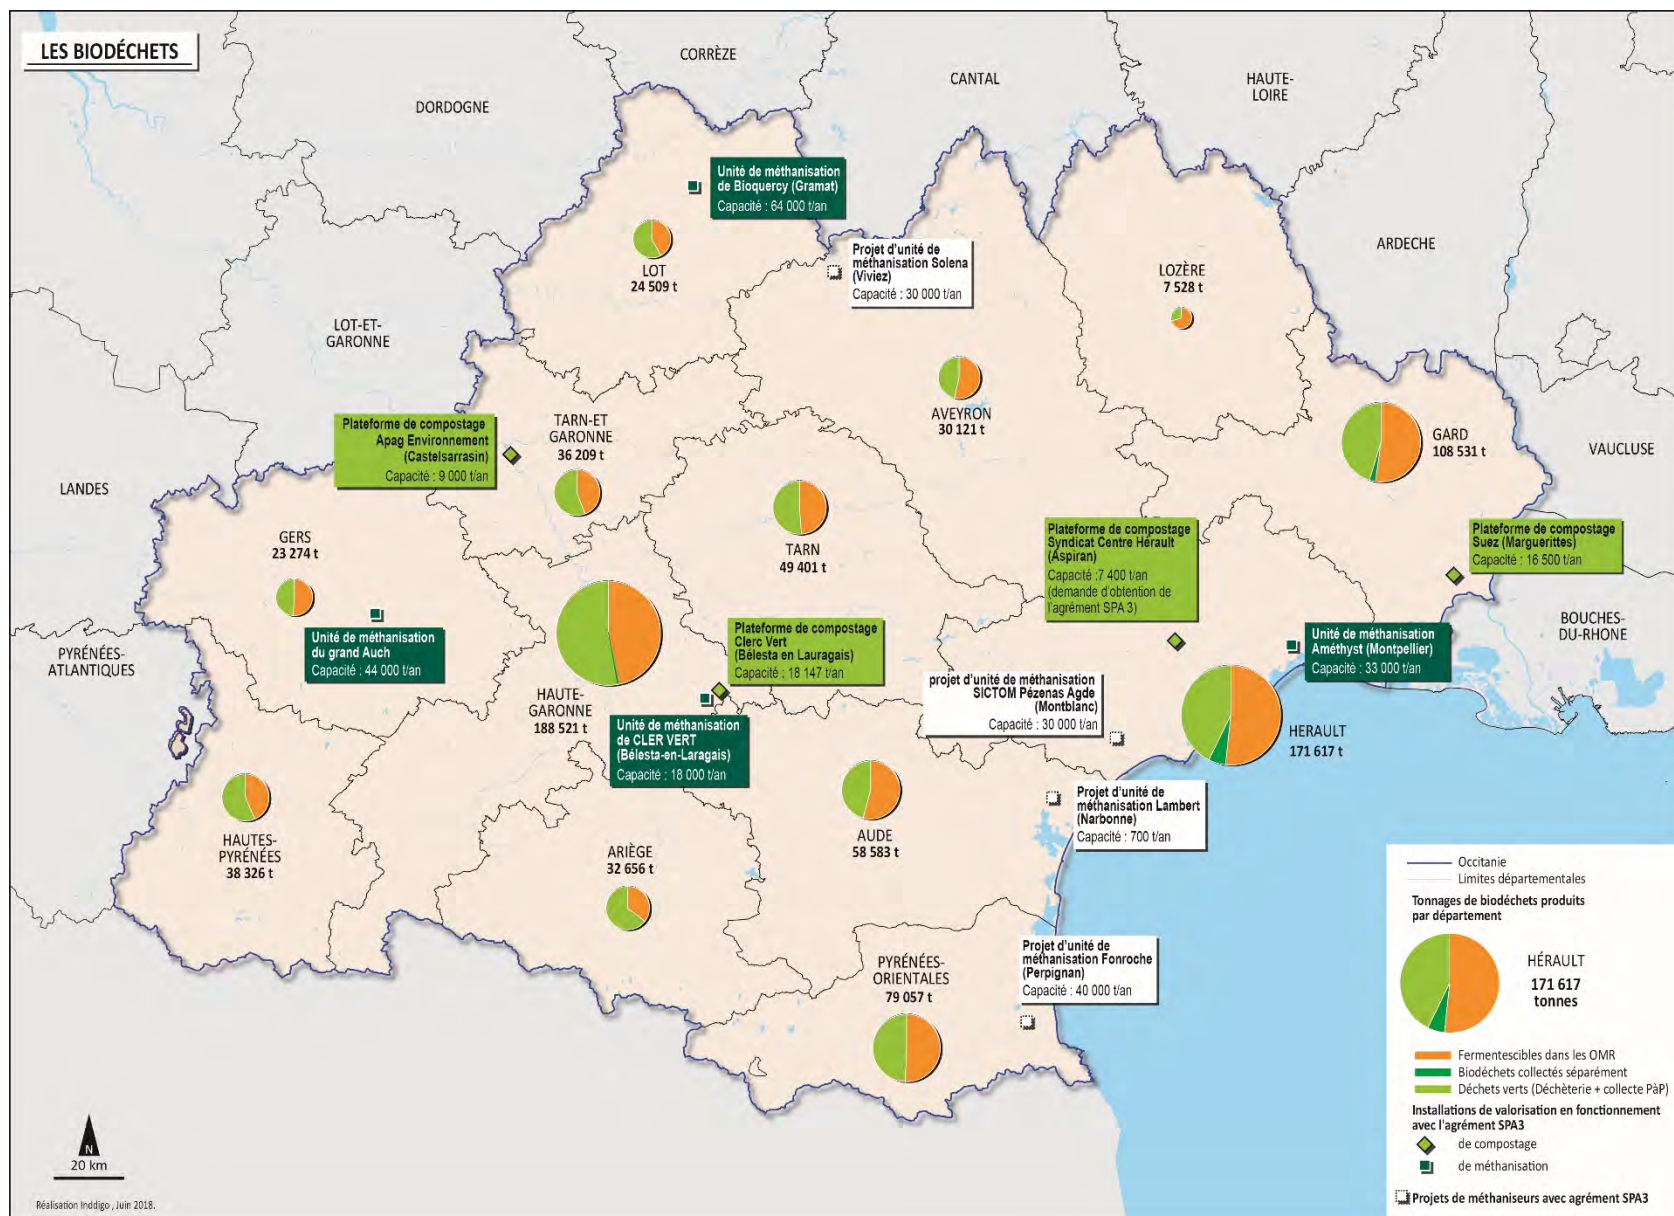 LES BIODÉCHETS
CORRÈZE
CANTAL
HAUTE-
LOIRE
DORDOGNE
ARDECHE
Unité de méthanisation
de Bioquercy (Gramat)
Capacité : 64 000 t/an
LOT
24 509 t
Projet d'unité de
méthanisation Solena
(Viviez)
Capacité : 30 000 t/an
LOZÈRE
7 528 t
LOT-ET-
GARONNE
AVEYRON
30 121 t
GARD
108 531 t
VAUCLUSE
Plateforme de compostage
Apag Environnement
(Castelsarrasin)
Capacité : 9 000 t/an
TARN-ET
GARONNE
36 209 t
LANDES
GERS
23 274 t
TARN
49 401 t
Plateforme de compostage
Syndicat Centre Hérault
(Aspiran)
Capacité :7 400 t/an
(demande d'obtention de
l'agrément SPA 3)
Plateforme de compostage
Suez (Marguerittes)
Capacité : 16 500 t/an
BOUCHES-
DU-RHONE
PYRÉNÉES-
ATLANTIQUES
Unité de méthanisation
du grand Auch
Capacité : 44 000 t/an
Plateforme de compostage
Clerc Vert
(Bélesta en Lauragais)
Capacité : 18 147 t/an
Unité de méthanisation
Améthyst (Montpellier)
Capacité : 33 000 t/an
HAUTE-
GARONNE
188 521 t
Unité de méthanisation
de CLER VERT
(Bélesta-en-Laragais)
Capacité : 18 000 t/an
projet d'unité de méthanisation
SICTOM Pézenas Agde
(Montblanc)
Capacité : 30 000 t/an
HERAULT
171 617 t
Projet d'unité de
méthanisation Lambert
(Narbonne)
Capacité : 700 t/an
HAUTES-
PYRÉNÉES
38 326 t
ARIÈGE
32 656 t
AUDE
58 583 t
PYRÉNÉES-
ORIENTALES
79 057 t
Projet d'unité de
méthanisation Fonroche
(Perpignan)
Capacité : 40 000 t/an
Occitanie
Limites départementales
Tonnages de biodéchets produits
par département
HÉRAULT
171 617
tonnes
Fermentescibles dans les OMR
Biodéchets collectés séparément
Déchets verts (Déchèterie + collecte PàP)
Installations de valorisation en fonctionnement
avec l'agrément SPA3
de compostage
de méthanisation
Projets de méthaniseurs avec agrément SPA3
N
20 km
Réalisation Inddigo , Juin 2018.